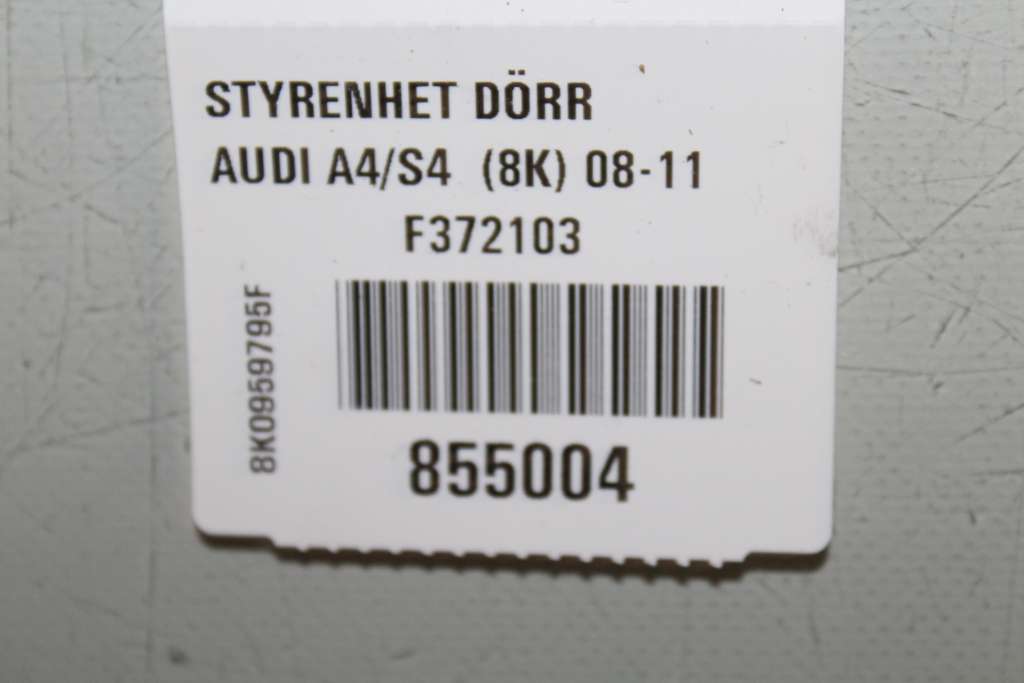 STYRENHET DÖRR
AUDI A4/S4 (8K) 08-11
F372103
8K0959795F
855004